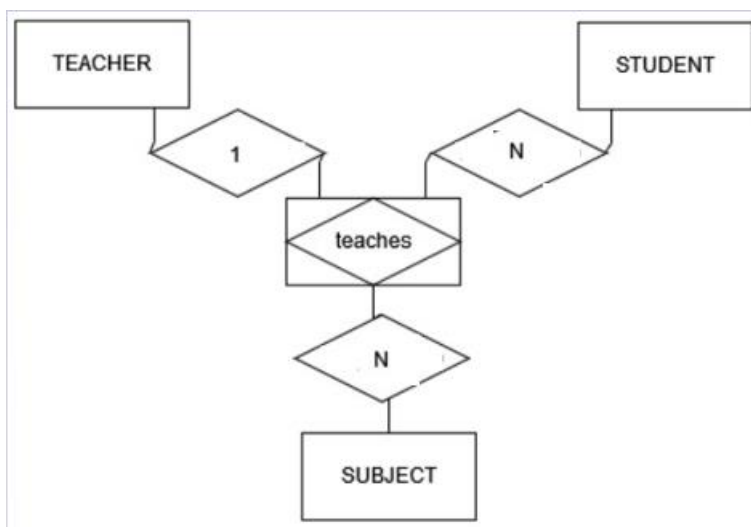 TEACHER
STUDENT
1
N
teaches
N
SUBJECT